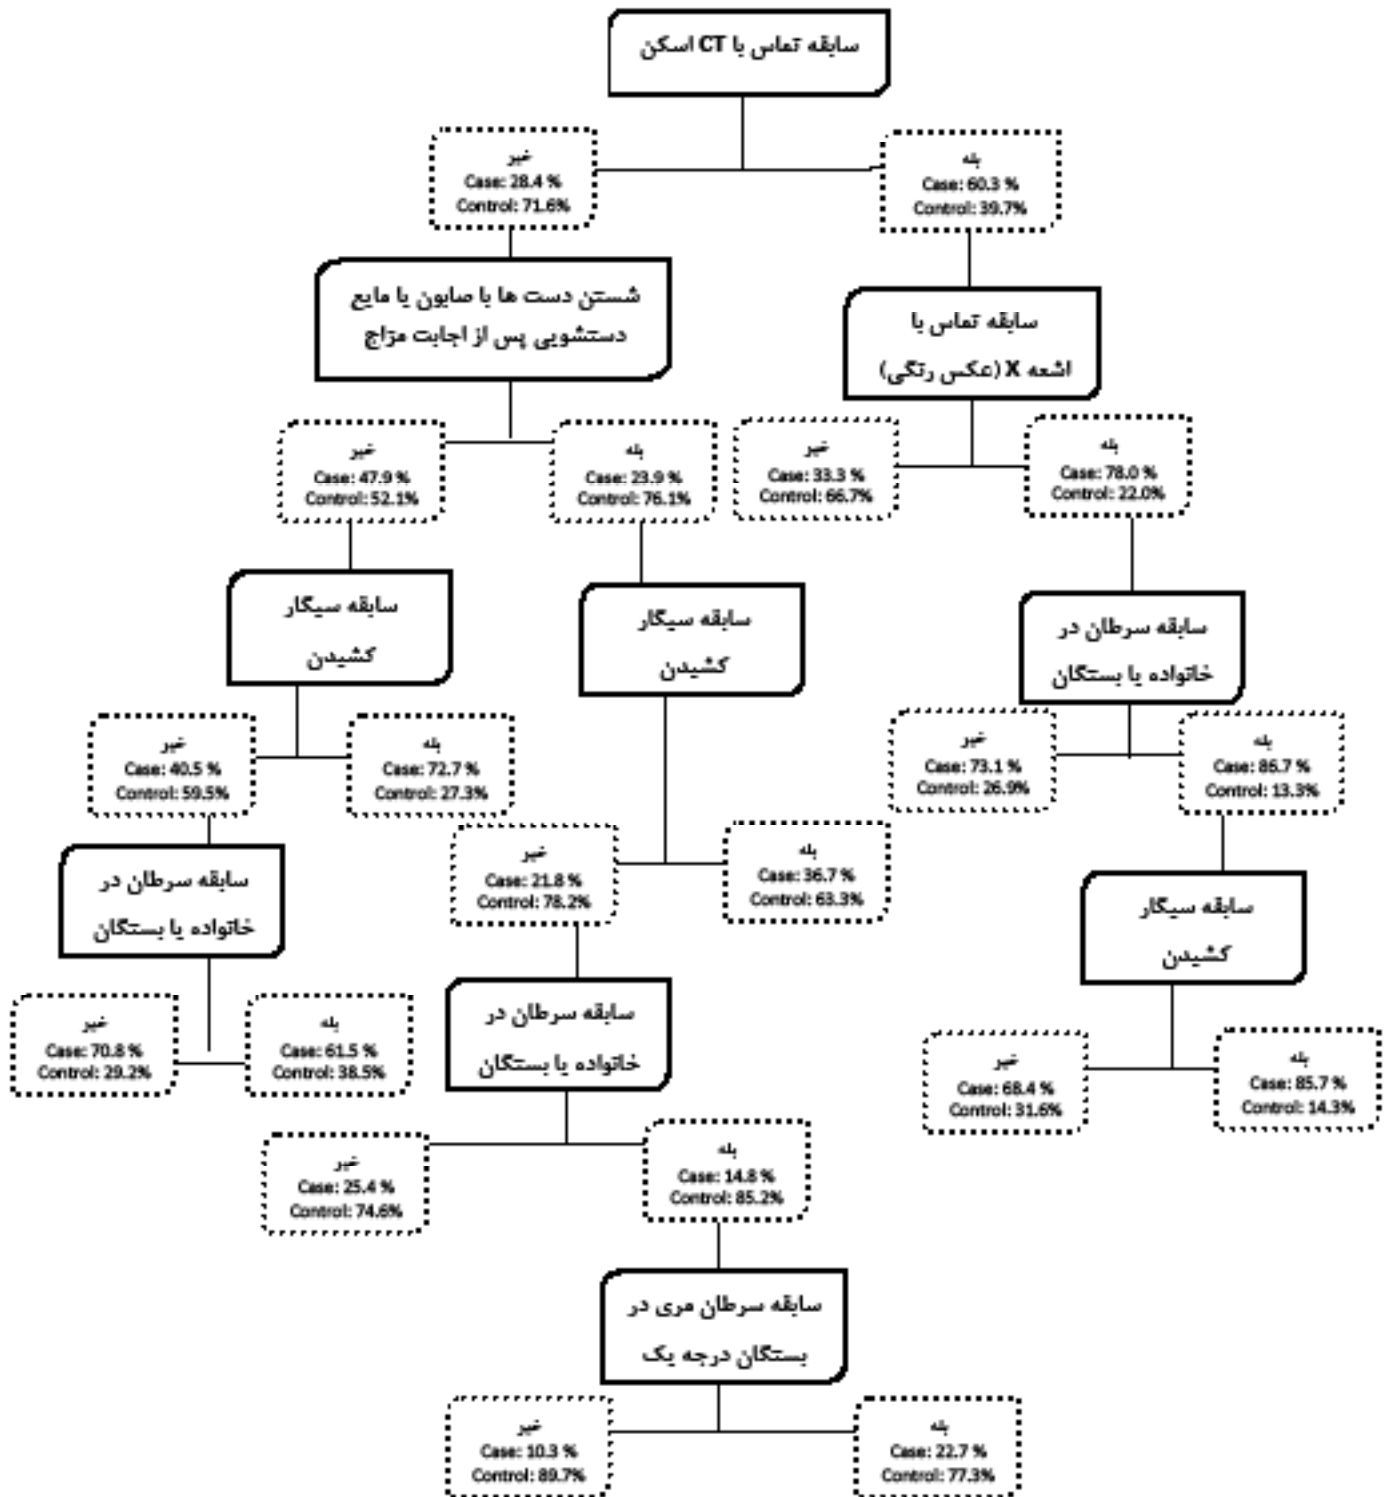 سابقه تماس با CT اسکن
خیر
Case: 28.4 %
Control: 71.6%
بله
Case: 60.3 %
Control: 39.7%
شستن دست ها با صابون یا مایع
دستشویی پس از اجابت مزاج
سابقه تماس با
اشعه X (عکس رنگی)
خیر
Case: 47.9 %
Control: 52.1%
بله
Case: 23.9 %
Control: 76.1%
خیر
Case: 33.3 %
Control: 66.7%
بله
Case: 78.0 %
Control: 22.0%
سابقه سیگار
کشیدن
سابقه سیگار
کشیدن
سابقه سرطان در
خانواده یا بستگان
خیر
Case: 40.5 %
Control: 59.5%
بله
Case: 72.7 %
Control: 27.3%
خیر
Case: 73.1 %
Control: 26.9%
بله
Case: 86.7 %
Control: 13.3%
خیر
Case: 21.8 %
Control: 78.2%
بله
Case: 36.7 %
Control: 63.3%
سابقه سرطان در
خانواده یا بستگان
سابقه سیگار
کشیدن
خیر
Case: 70.8 %
Control: 29.2%
بله
Case: 61.5 %
Control: 38.5%
سابقه سرطان در
خانواده یا بستگان
خیر
Case: 68.4 %
Control: 31.6%
بله
Case: 85.7 %
Control: 14.3%
خیر
Case: 25.4 %
Control: 74.6%
بله
Case: 14.8 %
Control: 85.2%
سابقه سرطان مری در
بستگان درجه یک
خیر
Case: 10.3 %
Control: 89.7%
بله
Case: 22.7 %
Control: 77.3%